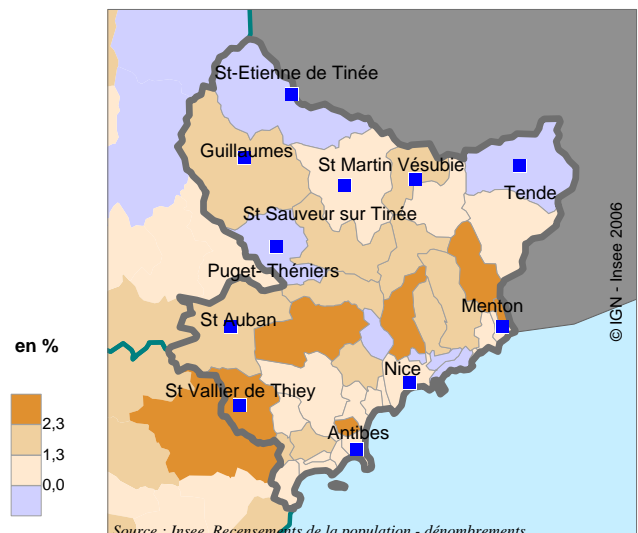 St-Etienne de Tinée
Guillaumes
St Martin Vésubie
Tende
St Sauveur sur Tinée
Puget- Théniers
St Auban
Menton
© IGN - Insee 2006
en %
Nice
St Vallier de Thiey
2,3
1,3
0,0
Antibes
Source : Insee, Recensements de la population - dénombrements